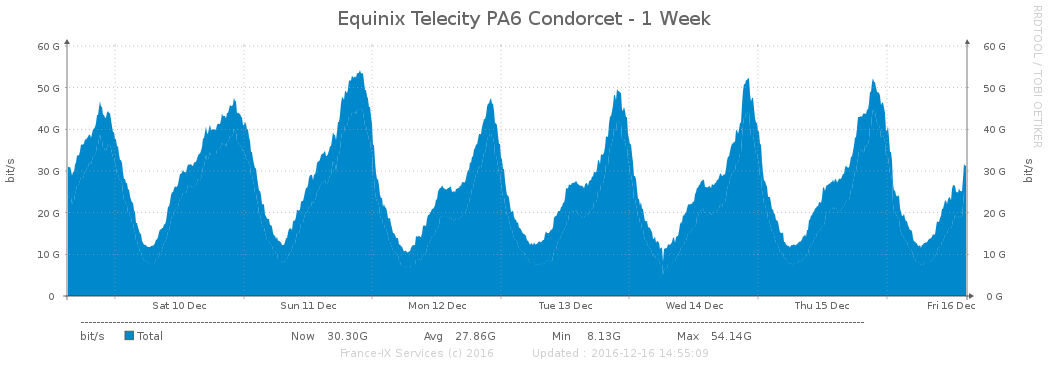 Equinix Telecity PA6 Condorcet - 1 Week
RRDTOOL / TOBI OETIKER
bit/s
60 G
50 G
40 G
30 G
20 G
10 G
0
60 G
50 G
40 G
30 G
20 G
10 G
0 G
bit/s
Sat 10 Dec Sun 11 Dec Mon 12 Dec Tue 13 Dec Wed 14 Dec Thu 15 Dec Fri 16 Dec
bit/s Total Now 30.30G Avg 27.86G Min 8.13G Max 54.14G
France-IX Services (c) 2016 Updated : 2016-12-16 14:55:09